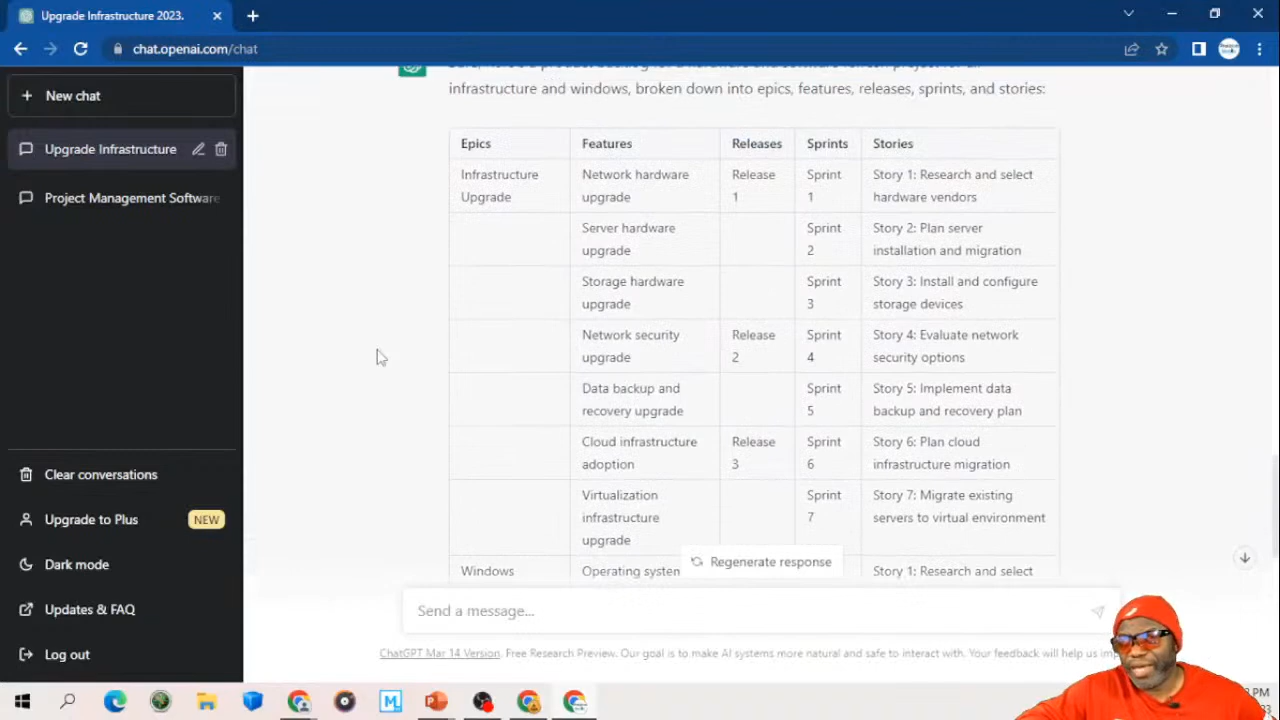 Upgrade Infrastructure 2023.
chat.openai.com/chat
New chat
Upgrade Infrastructure
Project Management Software
Clear conversations
Upgrade to Plus NEW
Dark mode
Updates & FAQ
Log out
infrastructure and windows, broken down into epics, features, releases, sprints, and stories:
Epics Features Releases Sprints Stories
Infrastructure Network hardware Release Sprint Story 1: Research and select
Upgrade upgrade 1 1 hardware vendors
Server hardware Sprint Story 2: Plan server
upgrade 2 installation and migration
Storage hardware Sprint Story 3: Install and configure
upgrade 3 storage devices
Network security Release Sprint Story 4: Evaluate network
upgrade 2 4 security options
Data backup and Sprint Story 5: Implement data
recovery upgrade 5 backup and recovery plan
Cloud infrastructure Release Sprint Story 6: Plan cloud
adoption 3 6 infrastructure migration
Virtualization Sprint Story 7: Migrate existing
infrastructure 7 servers to virtual environment
upgrade
Regenerate response
Windows Operating system Story 1: Research and select
Send a message...
ChatGPT Mar 14 Version. Free Research Preview. Our goal is to make AI systems more natural and safe to interact with. Your feedback will help us
PM